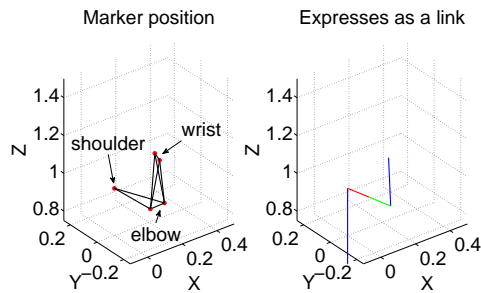 Marker position
1.4
1.2
1
0.8
Z
shoulder
wrist
elbow
0.2
0
−0.2
Y
0
0.2
0.4
X
Expresses as a link
1.4
1.2
1
0.8
Z
0.2
0
−0.2
Y
0
0.2
0.4
X